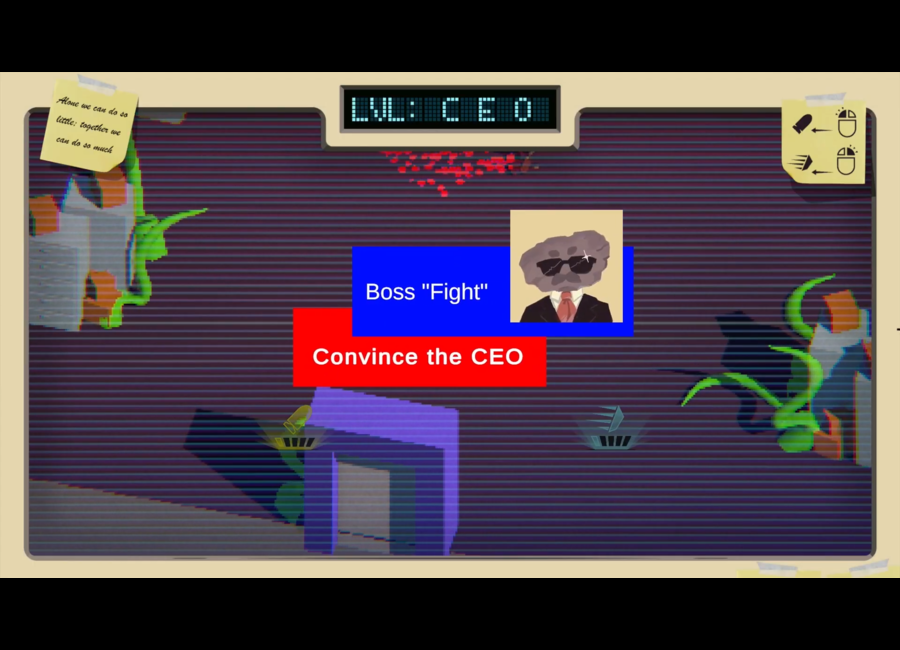 Alone we can do so
little; together we
can do so much
LVL: CEO
Boss "Fight"
Convince the CEO